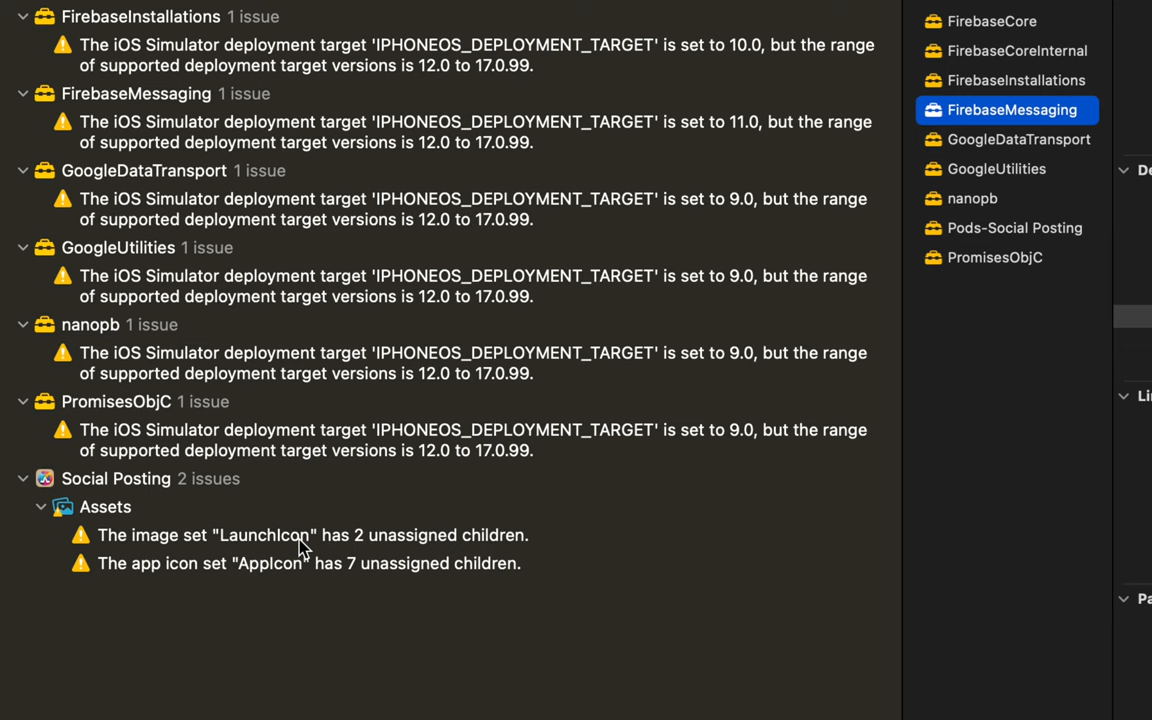 FirebaseInstallations 1 issue
The iOS Simulator deployment target 'IPHONEOS_DEPLOYMENT_TARGET' is set to 10.0, but the range
of supported deployment target versions is 12.0 to 17.0.99.
FirebaseMessaging 1 issue
The iOS Simulator deployment target 'IPHONEOS_DEPLOYMENT_TARGET' is set to 11.0, but the range
of supported deployment target versions is 12.0 to 17.0.99.
GoogleDataTransport 1 issue
The iOS Simulator deployment target 'IPHONEOS_DEPLOYMENT_TARGET' is set to 9.0, but the range
of supported deployment target versions is 12.0 to 17.0.99.
GoogleUtilities 1 issue
The iOS Simulator deployment target 'IPHONEOS_DEPLOYMENT_TARGET' is set to 9.0, but the range
of supported deployment target versions is 12.0 to 17.0.99.
nanopb 1 issue
The iOS Simulator deployment target 'IPHONEOS_DEPLOYMENT_TARGET' is set to 9.0, but the range
of supported deployment target versions is 12.0 to 17.0.99.
PromisesObjC 1 issue
The iOS Simulator deployment target 'IPHONEOS_DEPLOYMENT_TARGET' is set to 9.0, but the range
of supported deployment target versions is 12.0 to 17.0.99.
Social Posting 2 issues
Assets
The image set "LaunchIcon" has 2 unassigned children.
The app icon set "AppIcon" has 7 unassigned children.
FirebaseCore
FirebaseCoreInternal
FirebaseInstallations
FirebaseMessaging
GoogleDataTransport
GoogleUtilities
nanopb
Pods-Social Posting
PromisesObjC